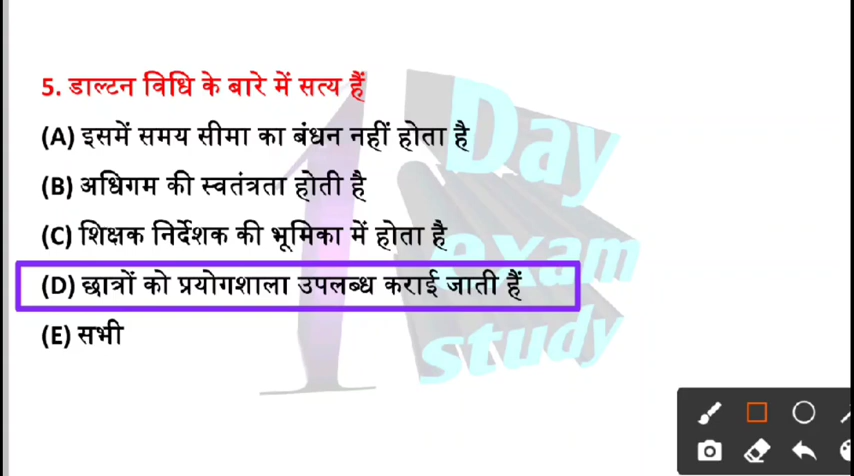 5. डाल्टन विधि के बारे में सत्य हैं
(A) इसमें समय सीमा का बंधन नहीं होता है
(B) अधिगम की स्वतंत्रता होती है
(C) शिक्षक निर्देशक की भूमिका में होता है
(D) छात्रों को प्रयोगशाला उपलब्ध कराई जाती हैं
(E) सभी
1 Day
exam
study